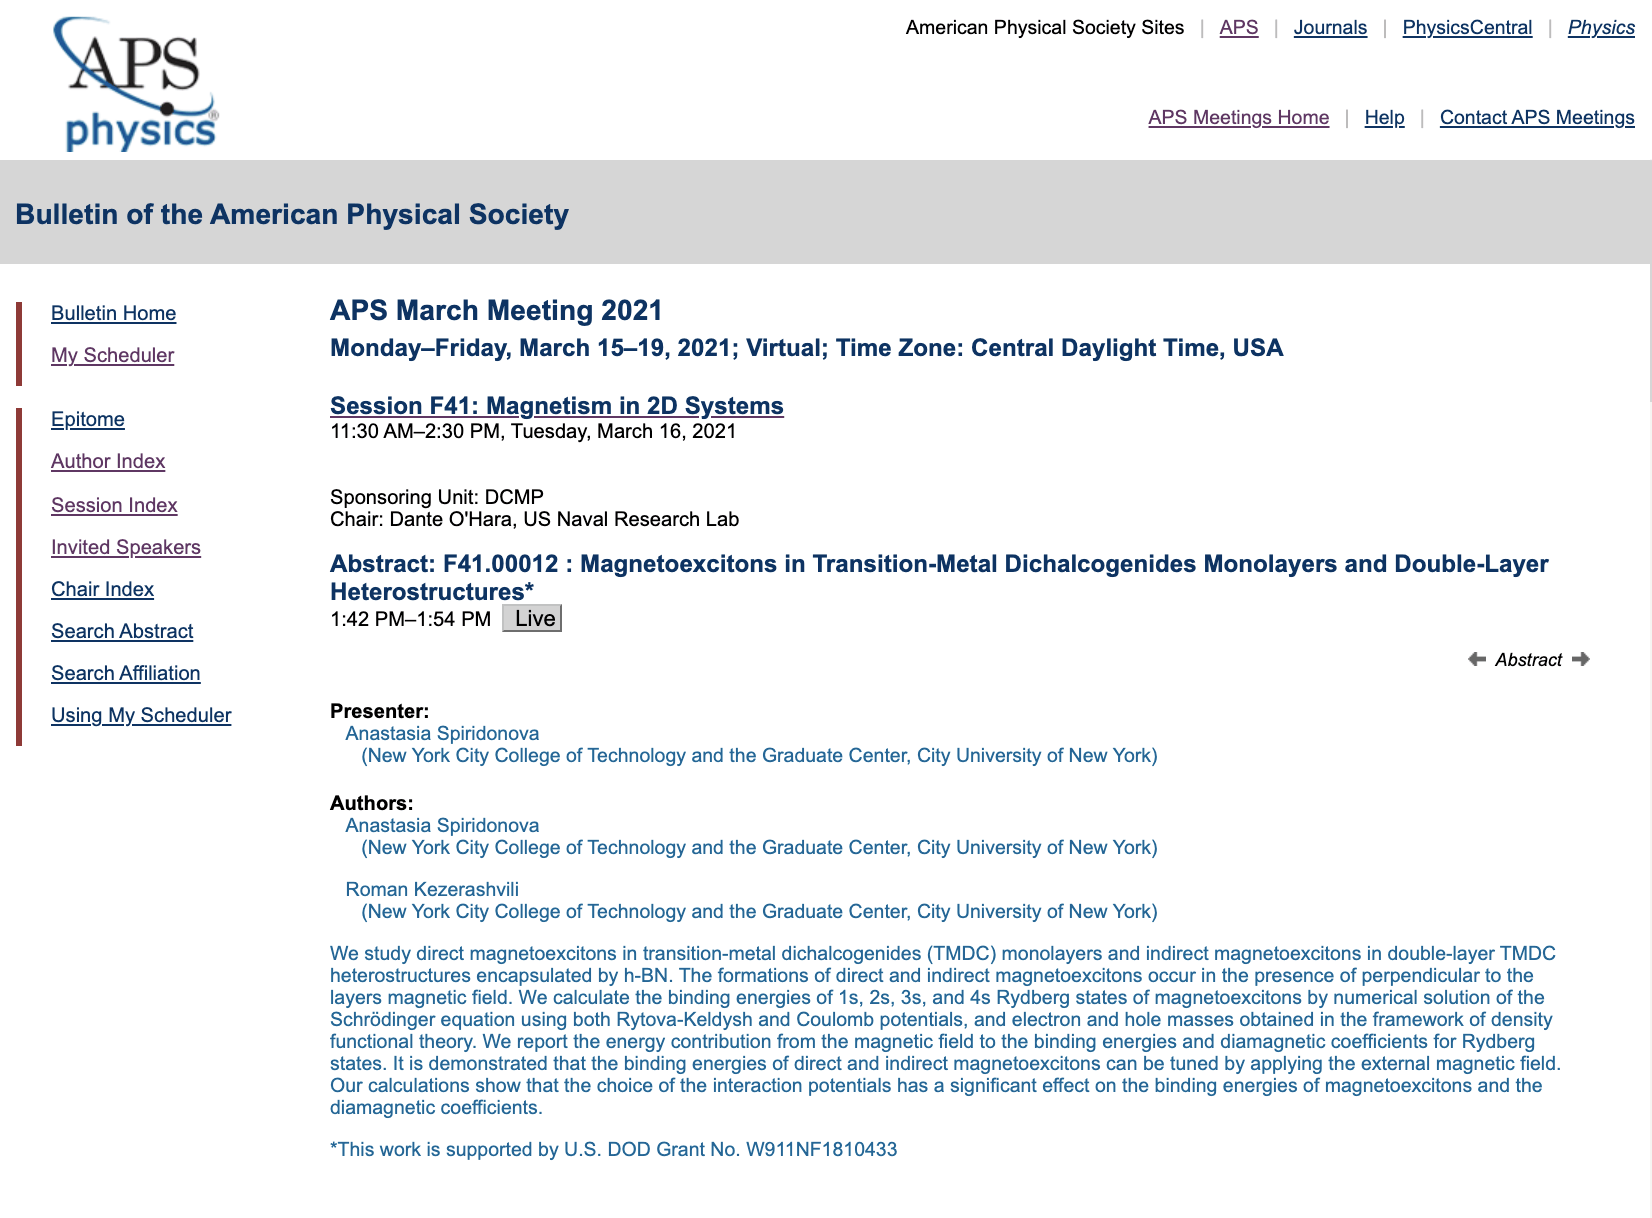 APS
physics®
American Physical Society Sites | APS | Journals | PhysicsCentral | Physics
APS Meetings Home | Help | Contact APS Meetings
Bulletin of the American Physical Society
Bulletin Home
My Scheduler
Epitome
Author Index
Session Index
Invited Speakers
Chair Index
Search Abstract
Search Affiliation
Using My Scheduler
APS March Meeting 2021
Monday–Friday, March 15–19, 2021; Virtual; Time Zone: Central Daylight Time, USA
Session F41: Magnetism in 2D Systems
11:30 AM–2:30 PM, Tuesday, March 16, 2021
Sponsoring Unit: DCMP
Chair: Dante O'Hara, US Naval Research Lab
Abstract: F41.00012 : Magnetoexcitons in Transition-Metal Dichalcogenides Monolayers and Double-Layer
Heterostructures*
1:42 PM–1:54 PM Live
Abstract
Presenter:
Anastasia Spiridonova
(New York City College of Technology and the Graduate Center, City University of New York)
Authors:
Anastasia Spiridonova
(New York City College of Technology and the Graduate Center, City University of New York)
Roman Kezerashvili
(New York City College of Technology and the Graduate Center, City University of New York)
We study direct magnetoexcitons in transition-metal dichalcogenides (TMDC) monolayers and indirect magnetoexcitons in double-layer TMDC
heterostructures encapsulated by h-BN. The formations of direct and indirect magnetoexcitons occur in the presence of perpendicular to the
layers magnetic field. We calculate the binding energies of 1s, 2s, 3s, and 4s Rydberg states of magnetoexcitons by numerical solution of the
Schrödinger equation using both Rytova-Keldysh and Coulomb potentials, and electron and hole masses obtained in the framework of density
functional theory. We report the energy contribution from the magnetic field to the binding energies and diamagnetic coefficients for Rydberg
states. It is demonstrated that the binding energies of direct and indirect magnetoexcitons can be tuned by applying the external magnetic field.
Our calculations show that the choice of the interaction potentials has a significant effect on the binding energies of magnetoexcitons and the
diamagnetic coefficients.
*This work is supported by U.S. DOD Grant No. W911NF1810433